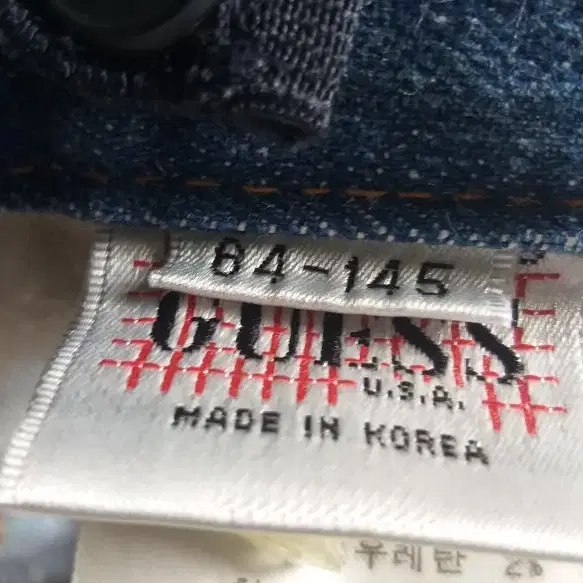 64-145
GUESS
U.S.A.
MADE IN KOREA
우레탄